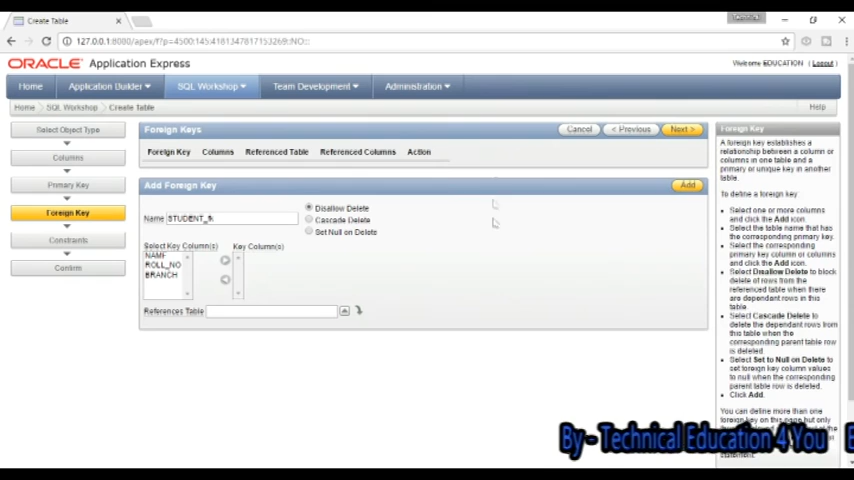 Create Table
127.0.0.1:8080/apex/f?p=4500:145:4181347817153269::NO:::
ORACLE Application Express
Welcome EDUCATION (Logout)
Home
Application Builder
SQL Workshop
Team Development
Administration
Home
SQL Workshop
Create Table
Help
Select Object Type
Columns
Primary Key
Foreign Key
Constraints
Confirm
Foreign Keys
Cancel
< Previous
Next >
Foreign Key Columns Referenced Table Referenced Columns Action
Add Foreign Key
Add
Name STUDENT_fk
Disallow Delete
Cascade Delete
Set Null on Delete
Select Key Column(s)
Key Column(s)
NAME
ROLL_NO
BRANCH
References Table
Foreign Key
A foreign key establishes a
relationship between a column or
columns in one table and a
primary or unique key in another
table.
To define a foreign key:
Select one or more columns
and click the Add icon.
Select the table name that has
the corresponding primary key.
Select the corresponding
primary key column or columns
and click the Add icon.
Select Disallow Delete to block
delete of rows from the
referenced table when there
are dependant rows in this
table.
Select Cascade Delete to
delete the dependant rows from
this table when the
corresponding parent table row
is deleted
Select Set to Null on Delete to
set foreign key column values
to null when the corresponding
parent table row is deleted.
Click Add.
You can define more than one
foreign key on this page but only
By - Technical Education 4 You